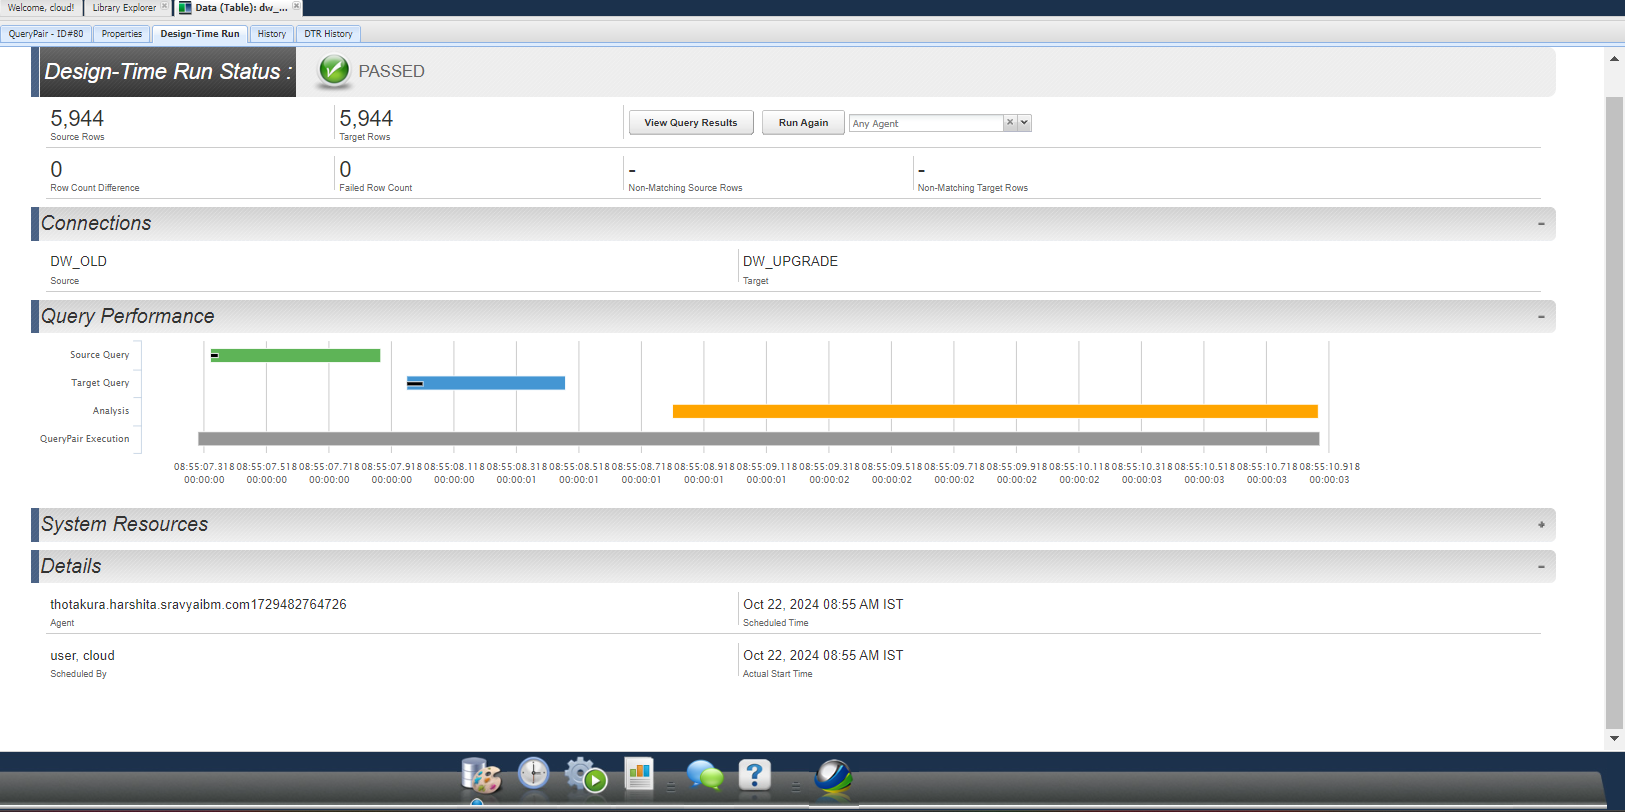 Welcome, cloud! Library Explorer Data (Table): dw_...
QueryPair - ID#80 Properties Design-Time Run History DTR History
Design-Time Run Status : PASSED
5,944 5,944 View Query Results Run Again Any Agent
Source Rows Target Rows
0 0 - -
Row Count Difference Failed Row Count Non-Matching Source Rows Non-Matching Target Rows
Connections
DW_OLD DW_UPGRADE
Source Target
Query Performance
Source Query
Target Query
Analysis
QueryPair Execution
08:55:07.318 08:55:07.518 08:55:07.718 08:55:07.918 08:55:08.118 08:55:08.318 08:55:08.518 08:55:08.718 08:55:08.918 08:55:09.118 08:55:09.318 08:55:09.518 08:55:09.718 08:55:09.918 08:55:10.118 08:55:10.318 08:55:10.518 08:55:10.718 08:55:10.918
00:00:00 00:00:00 00:00:00 00:00:00 00:00:00 00:00:01 00:00:01 00:00:01 00:00:01 00:00:01 00:00:02 00:00:02 00:00:02 00:00:02 00:00:02 00:00:03 00:00:03 00:00:03 00:00:03
System Resources
Details
thotakura.harshita.sravyaibm.com1729482764726 Oct 22, 2024 08:55 AM IST
Agent Scheduled Time
user, cloud Oct 22, 2024 08:55 AM IST
Scheduled By Actual Start Time